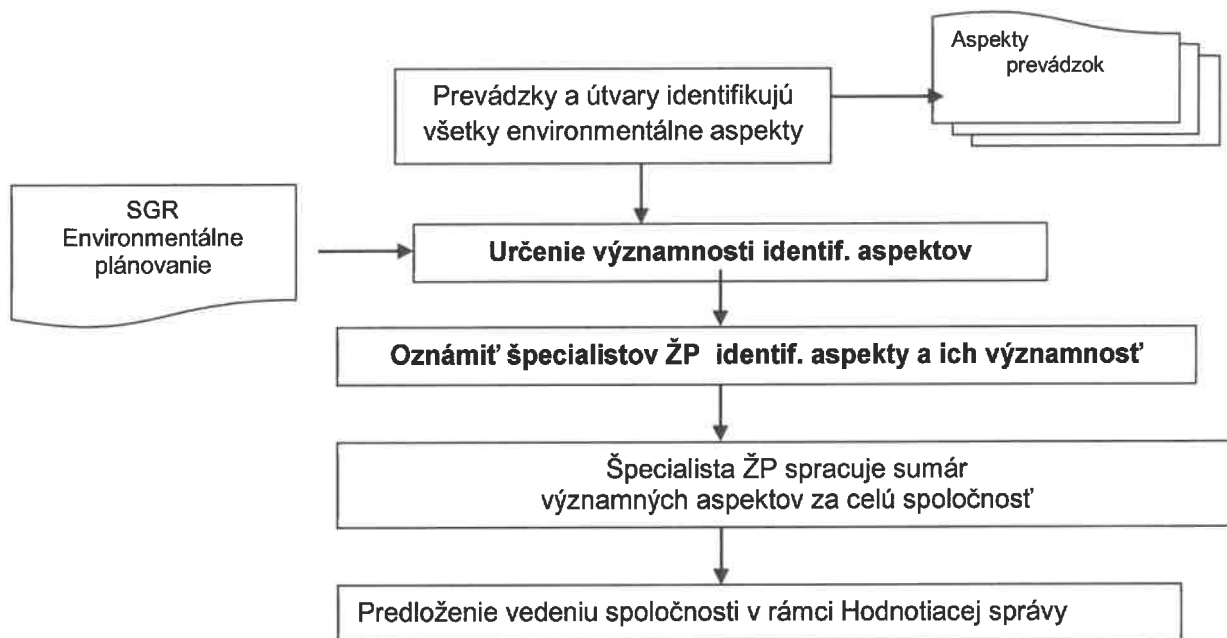 Aspekty
prevádzok
Prevádzky a útvary identifikujú
všetky environmentálne aspekty
SGR
Environmentálne
plánovanie
Určenie významnosti identif. aspektov
Oznámiť špecialistov ŽP identif. aspekty a ich významnosť
Špecialista ŽP spracuje sumár
významných aspektov za celú spoločnosť
Predloženie vedeniu spoločnosti v rámci Hodnotiacej správy